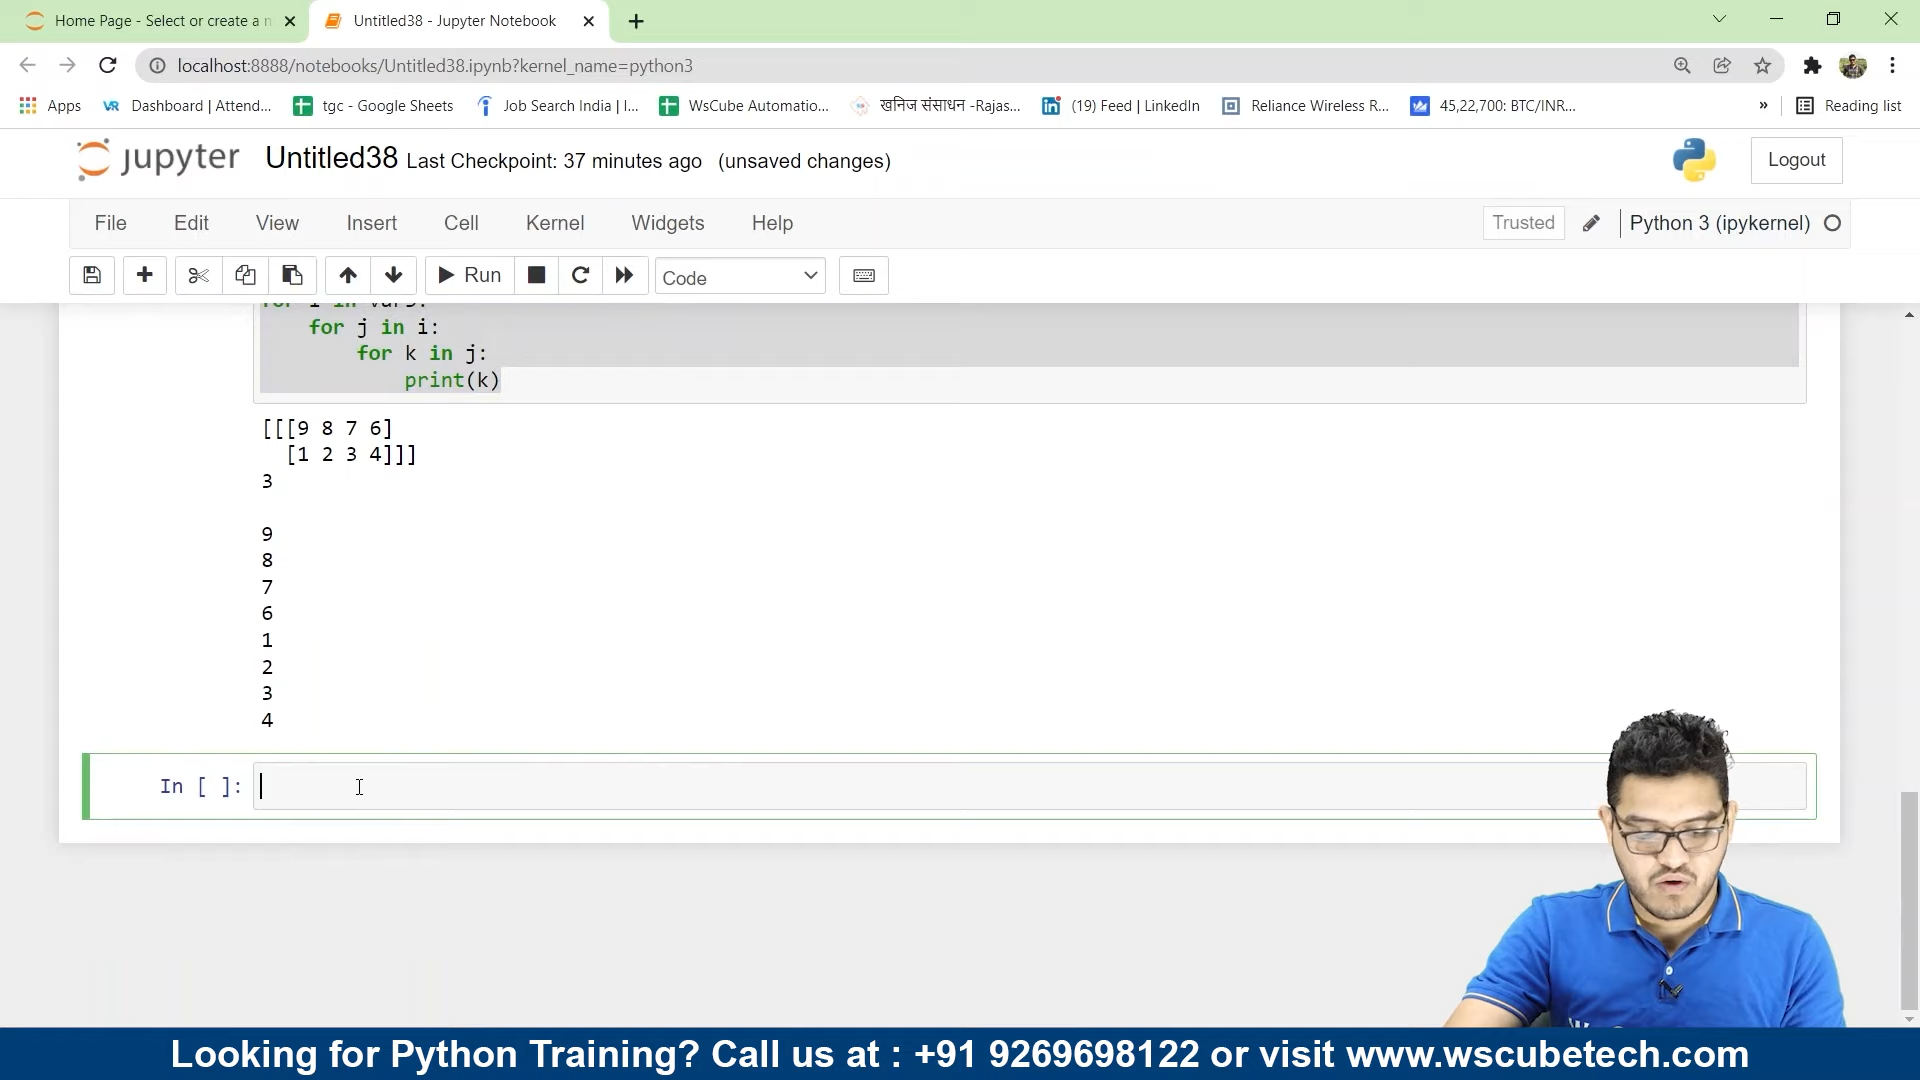 Home Page - Select or create a n
Untitled38 - Jupyter Notebook
localhost:8888/notebooks/Untitled38.ipynb?kernel_name=python3
Apps
Dashboard | Attend...
tgc - Google Sheets
Job Search India | I...
WsCube Automatio...
खनिज संसाधन -Rajas...
(19) Feed | LinkedIn
Reliance Wireless R...
45,22,700: BTC/INR...
»
Reading list
jupyter Untitled38 Last Checkpoint: 37 minutes ago (unsaved changes)
Logout
File Edit View Insert Cell Kernel Widgets Help
Trusted
Python 3 (ipykernel)
Run
Code
for i in var9:
for j in i:
for k in j:
print(k)
[[[9 8 7 6]
[1 2 3 4]]]
3
9
8
7
6
1
2
3
4
In [ ]:
Looking for Python Training? Call us at : +91 9269698122 or visit www.wscubetech.com